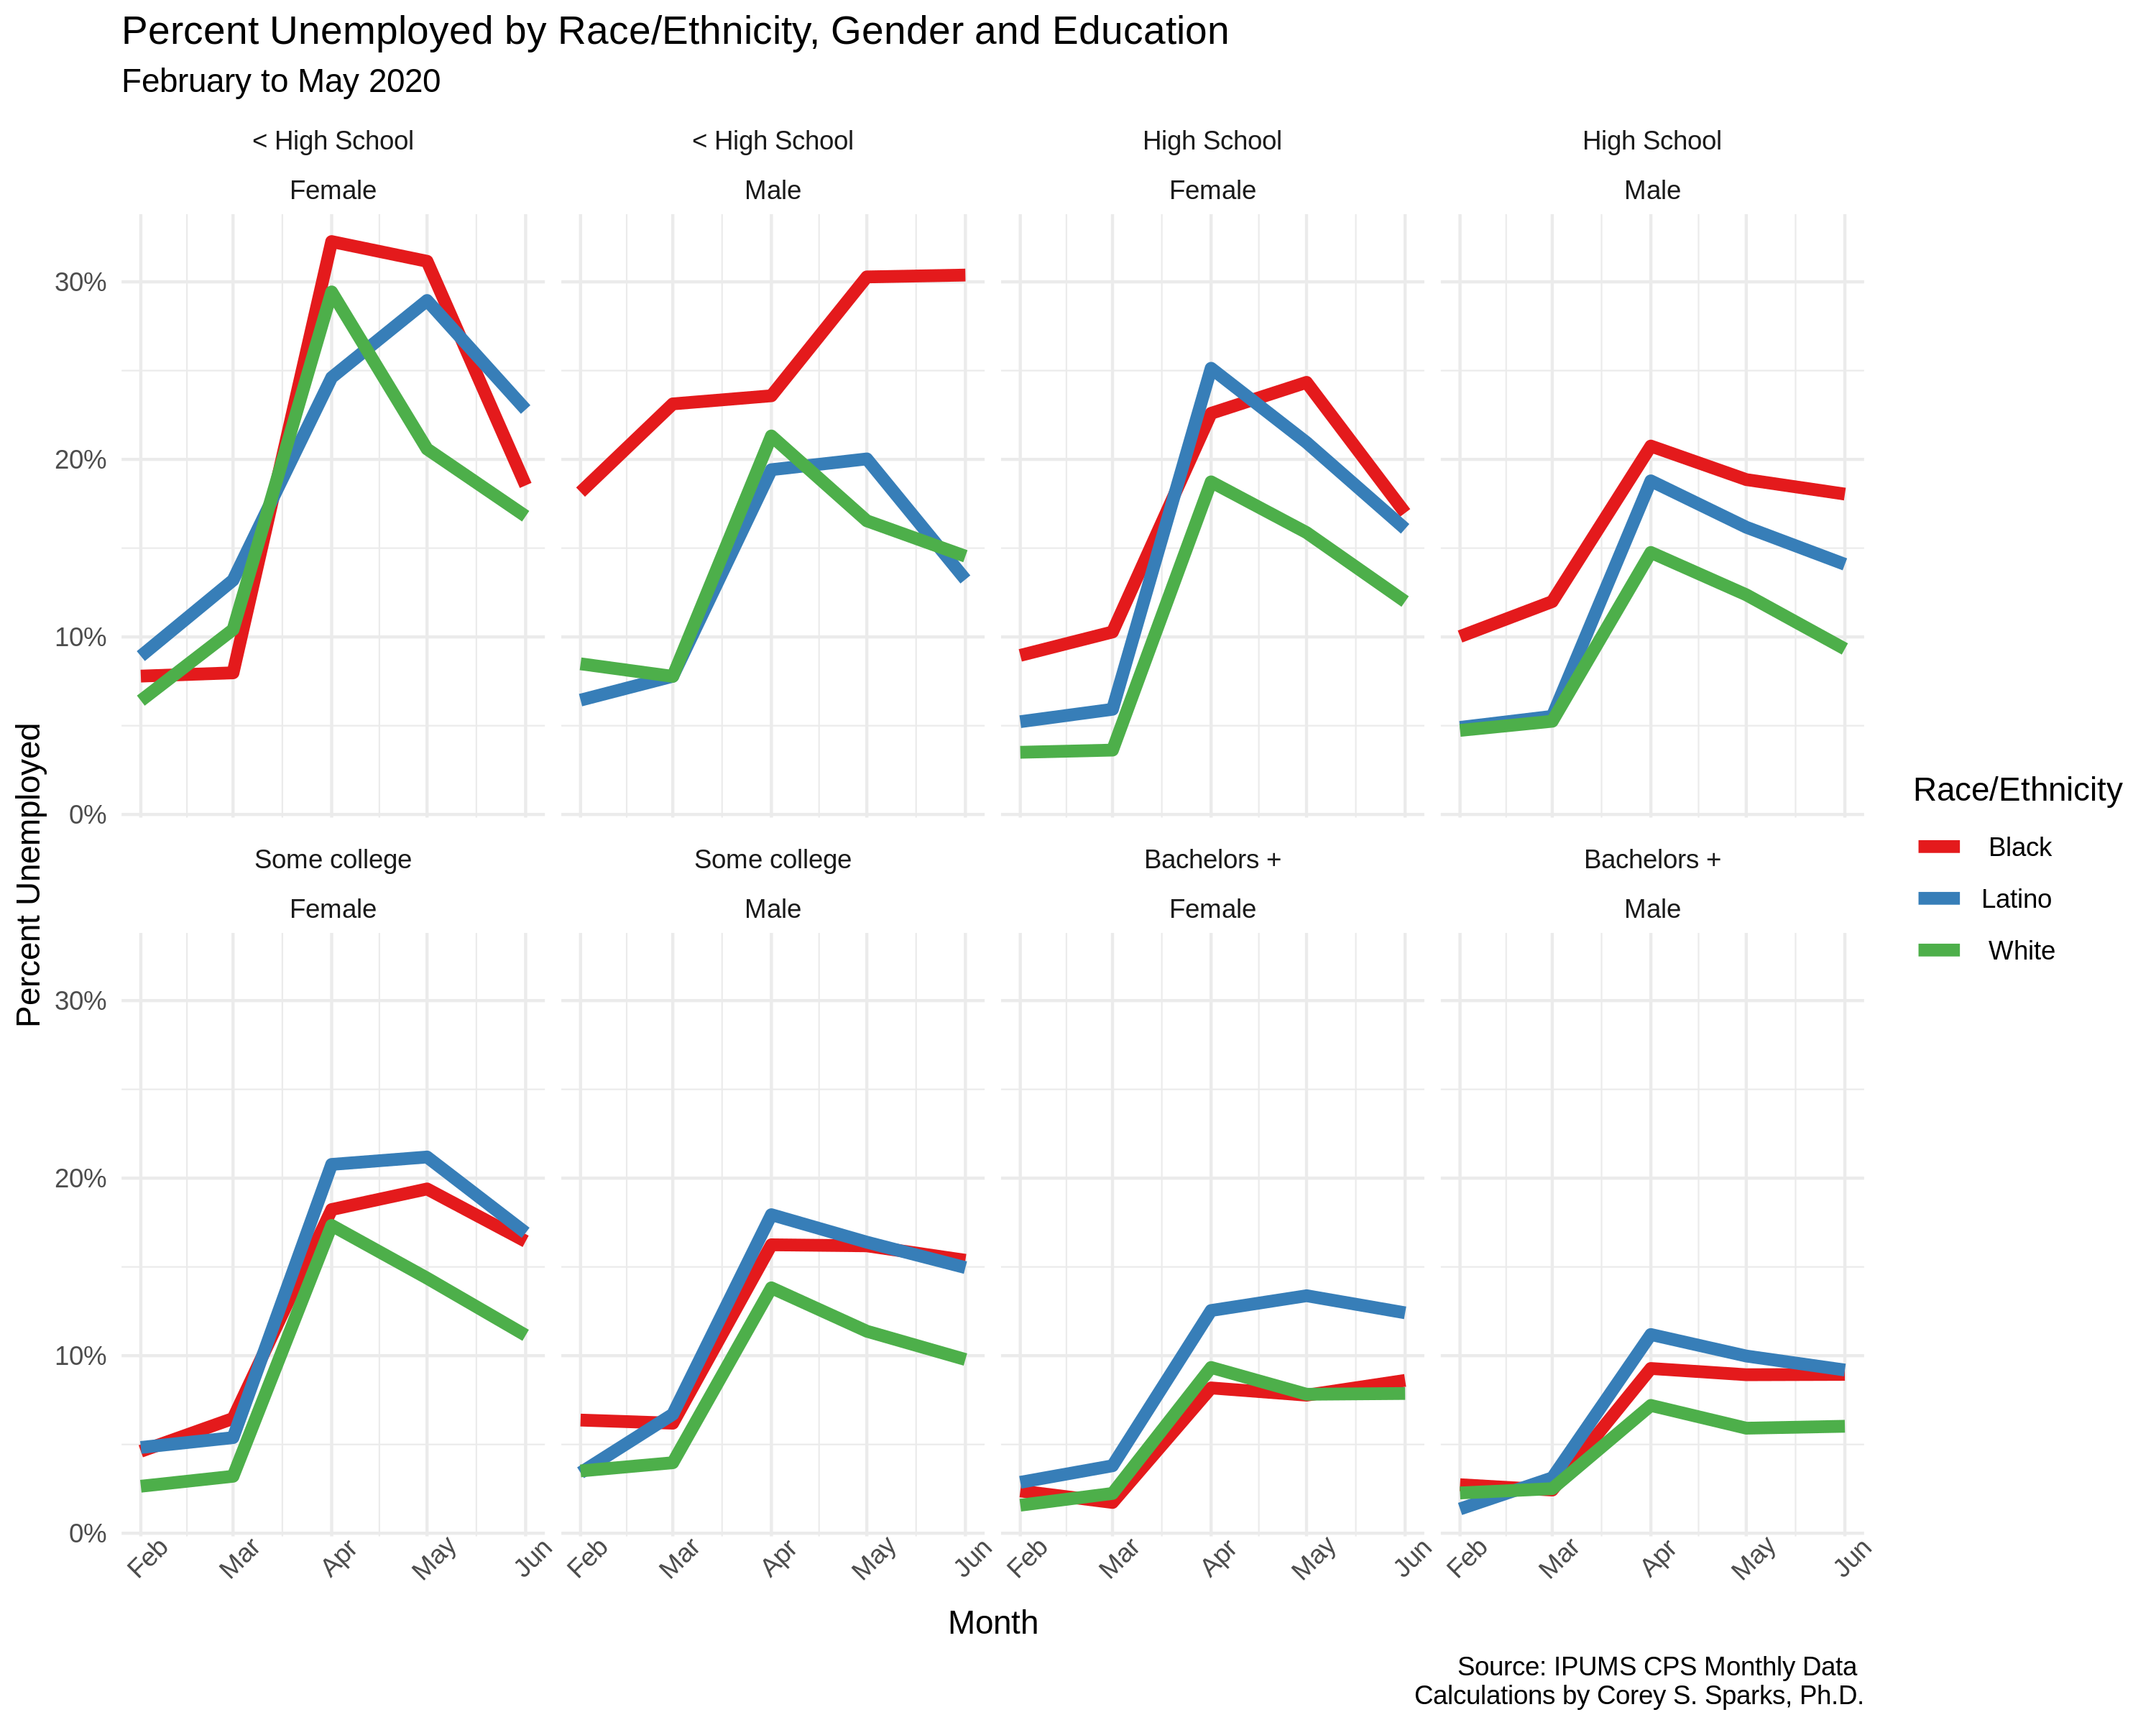 Percent Unemployed by Race/Ethnicity, Gender and Education
February to May 2020
< High School
< High School
High School
High School
Female
Male
Female
Male
30%
20%
10%
0%
Some college
Some college
Bachelors +
Bachelors +
Female
Male
Female
Male
30%
20%
10%
0%
Feb Mar Apr May Jun
Feb Mar Apr May Jun
Feb Mar Apr May Jun
Feb Mar Apr May Jun
Percent Unemployed
Month
Race/Ethnicity
Black
Latino
White
Source: IPUMS CPS Monthly Data
Calculations by Corey S. Sparks, Ph.D.